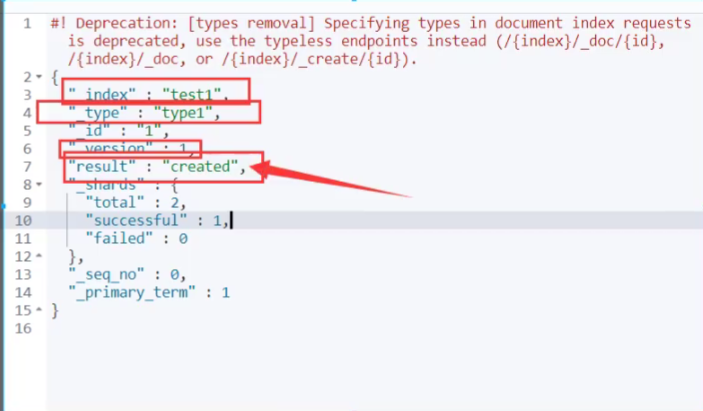 1 #! Deprecation: [types removal] Specifying types in document index requests
is deprecated, use the typeless endpoints instead (/{index}/_doc/{id},
/{index}/_doc, or /{index}/_create/{id}).
2 {
3 "_index" : "test1",
4 "_type" : "type1",
5 "_id" : "1",
6 "_version" : 1,
7 "result" : "created",
8 "_shards" : {
9 "total" : 2,
10 "successful" : 1,
11 "failed" : 0
12 },
13 "_seq_no" : 0,
14 "_primary_term" : 1
15 }
16